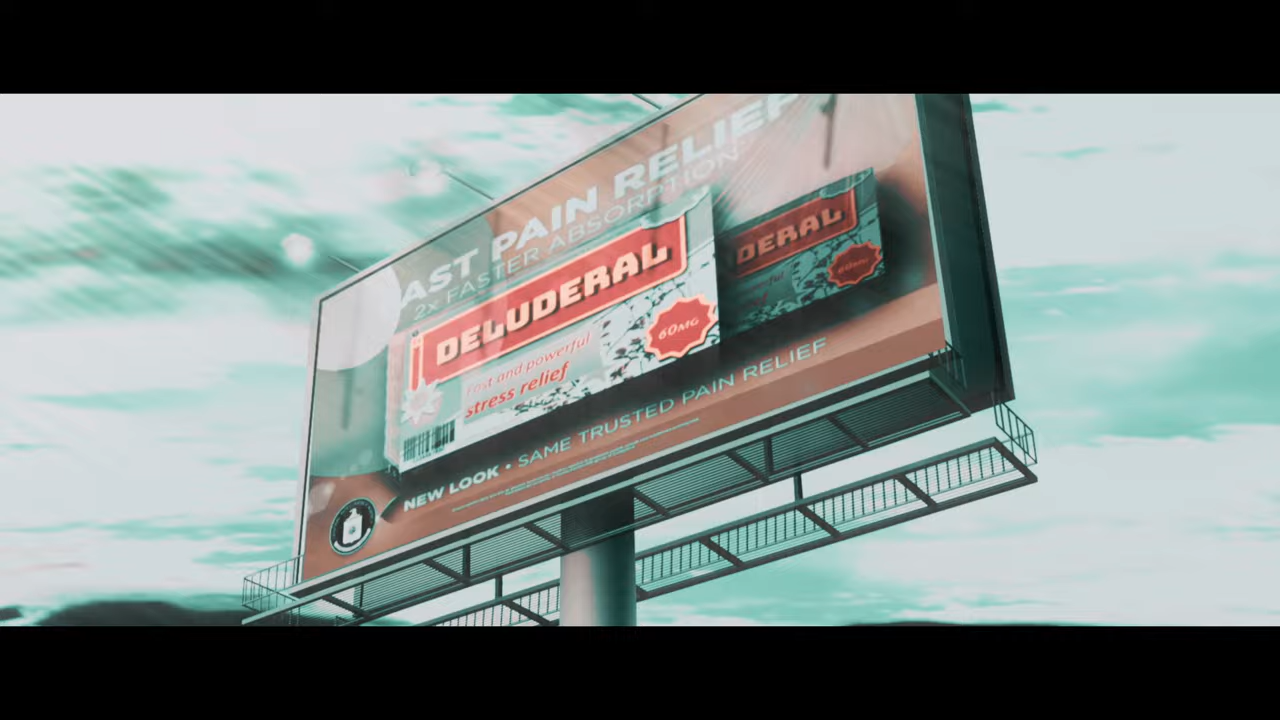 AST PAIN RELIEF
2x FASTER ABSORPTION
DELUDERAL
60MG
Fast and powerful
stress relief
DERAL
60MG
NEW LOOK • SAME TRUSTED PAIN RELIEF